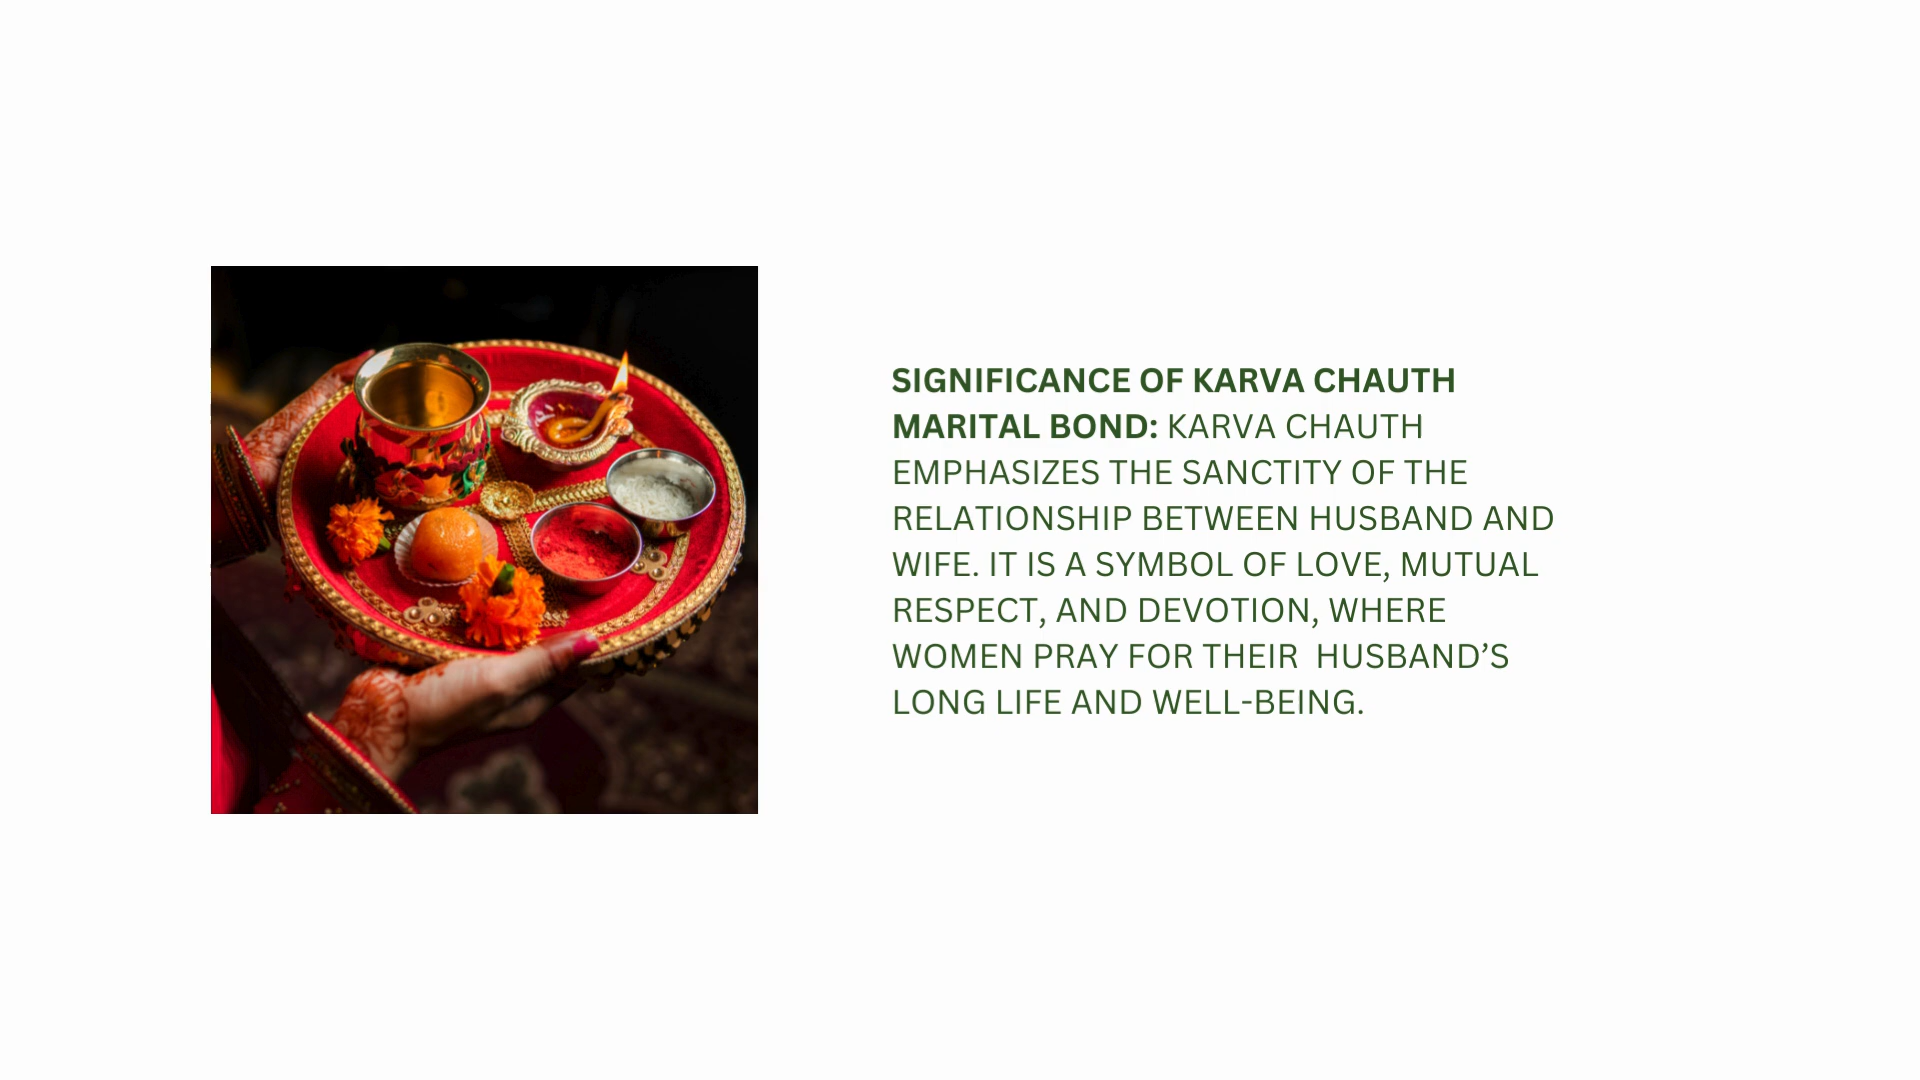 SIGNIFICANCE OF KARVA CHAUTH
MARITAL BOND: KARVA CHAUTH
EMPHASIZES THE SANCTITY OF THE
RELATIONSHIP BETWEEN HUSBAND AND
WIFE. IT IS A SYMBOL OF LOVE, MUTUAL
RESPECT, AND DEVOTION, WHERE
WOMEN PRAY FOR THEIR  HUSBAND’S
LONG LIFE AND WELL-BEING.